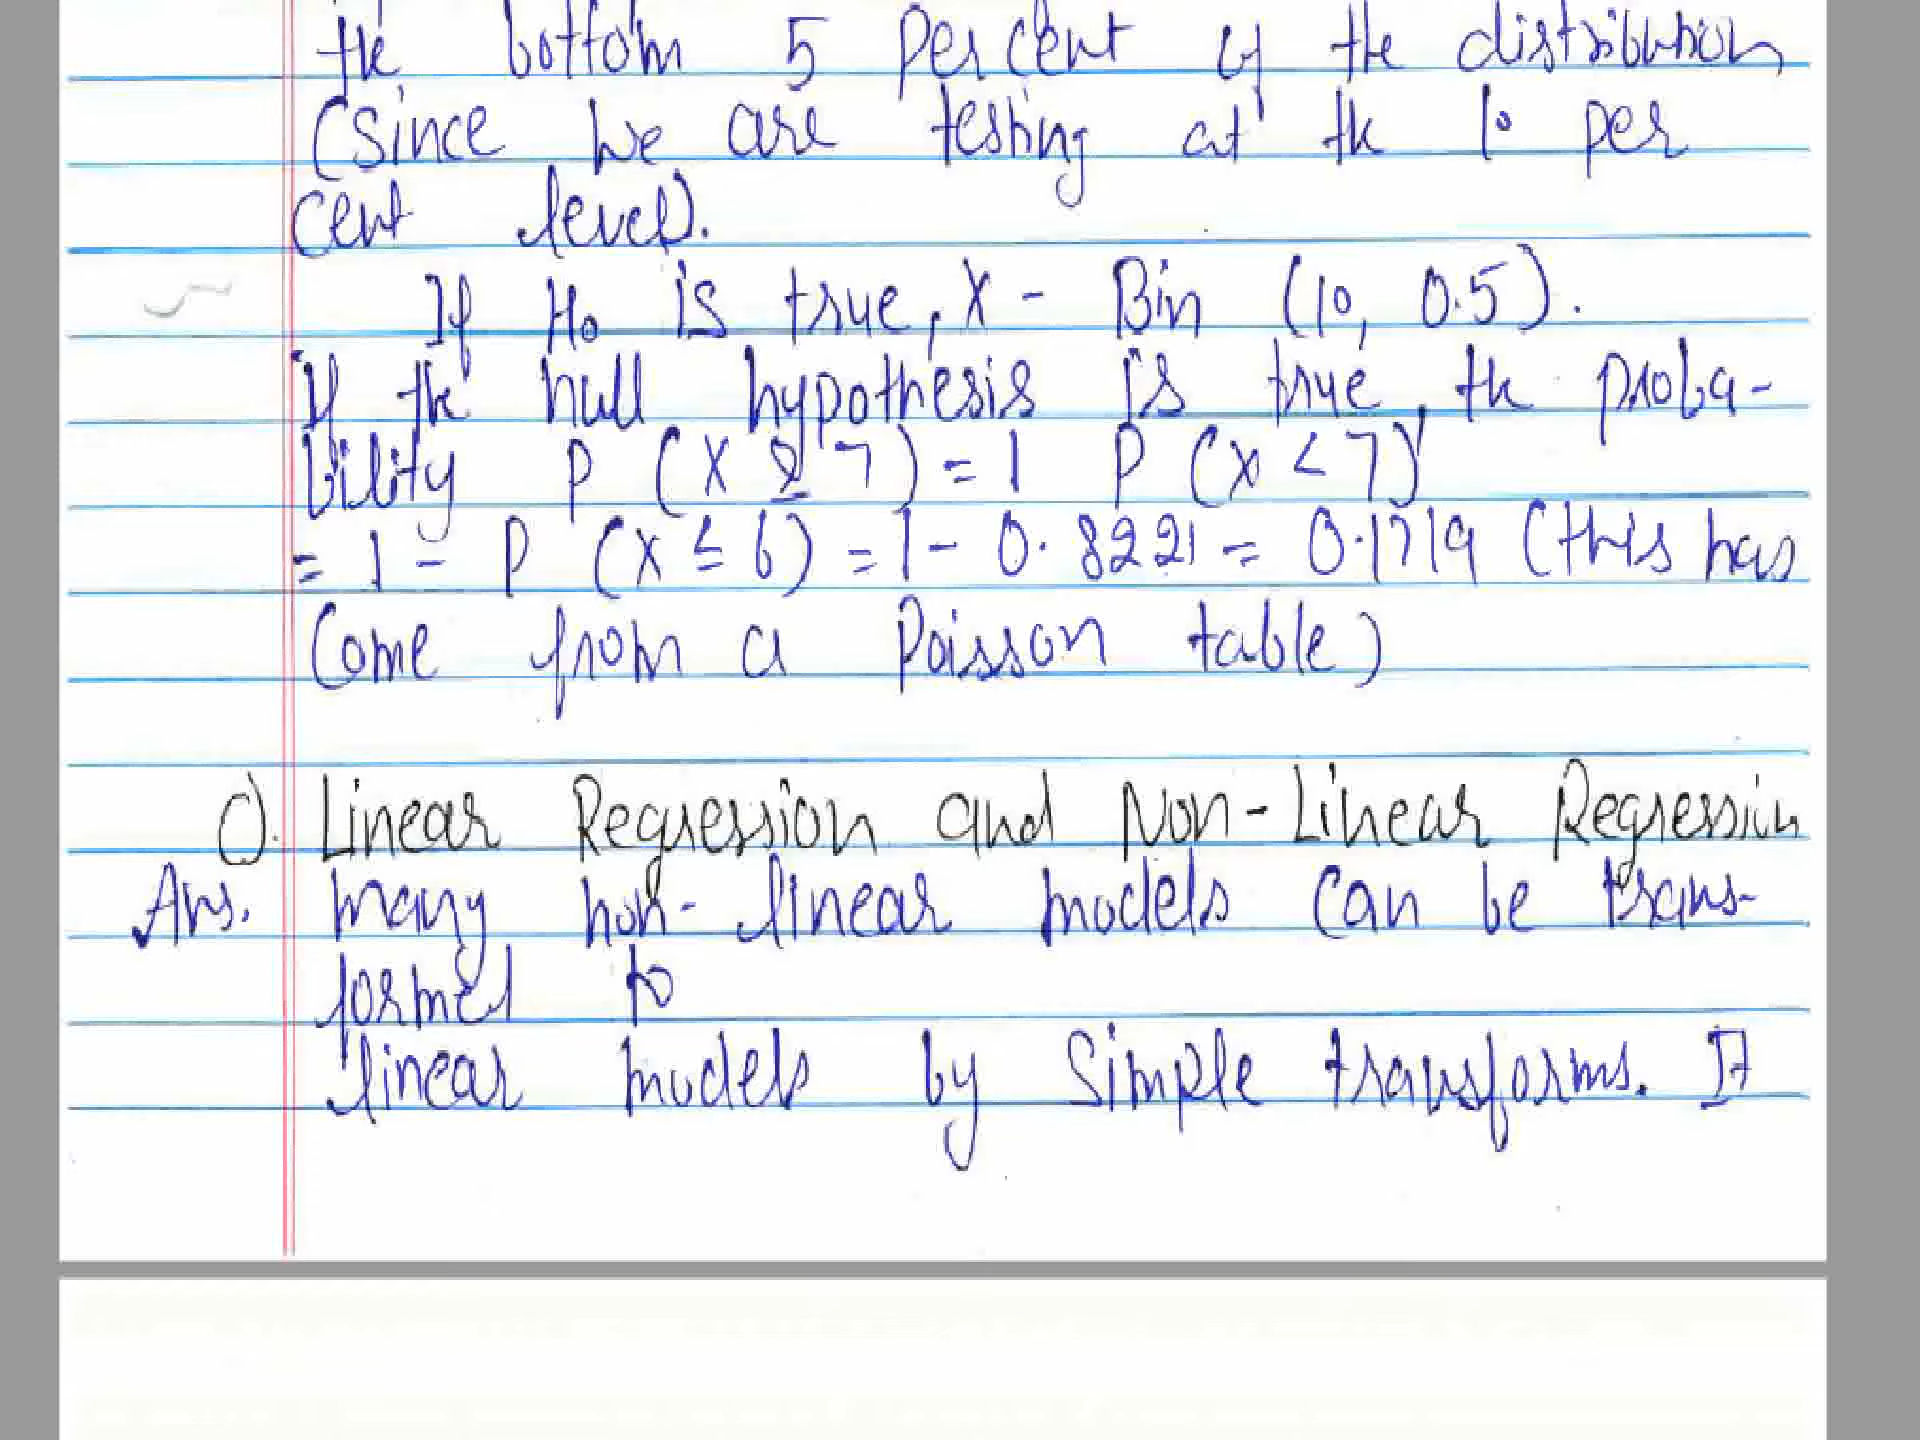 the bottom 5 per cent of the distribution
(since we are testing at the 10 per
cent level).
If H₀ is true, X - Bin (10, 0.5).
If the null hypothesis is true, the proba-
bility P (X ≥ 7) = 1 P (X < 7)
= 1 - P (X ≤ 6) = 1 - 0.8221 = 0.1719 (this has
Come from a Poisson table)
C). Linear Regression and Non-Linear Regression
Ans. Many non-linear models can be trans-
formed to
linear models by Simple transforms. It